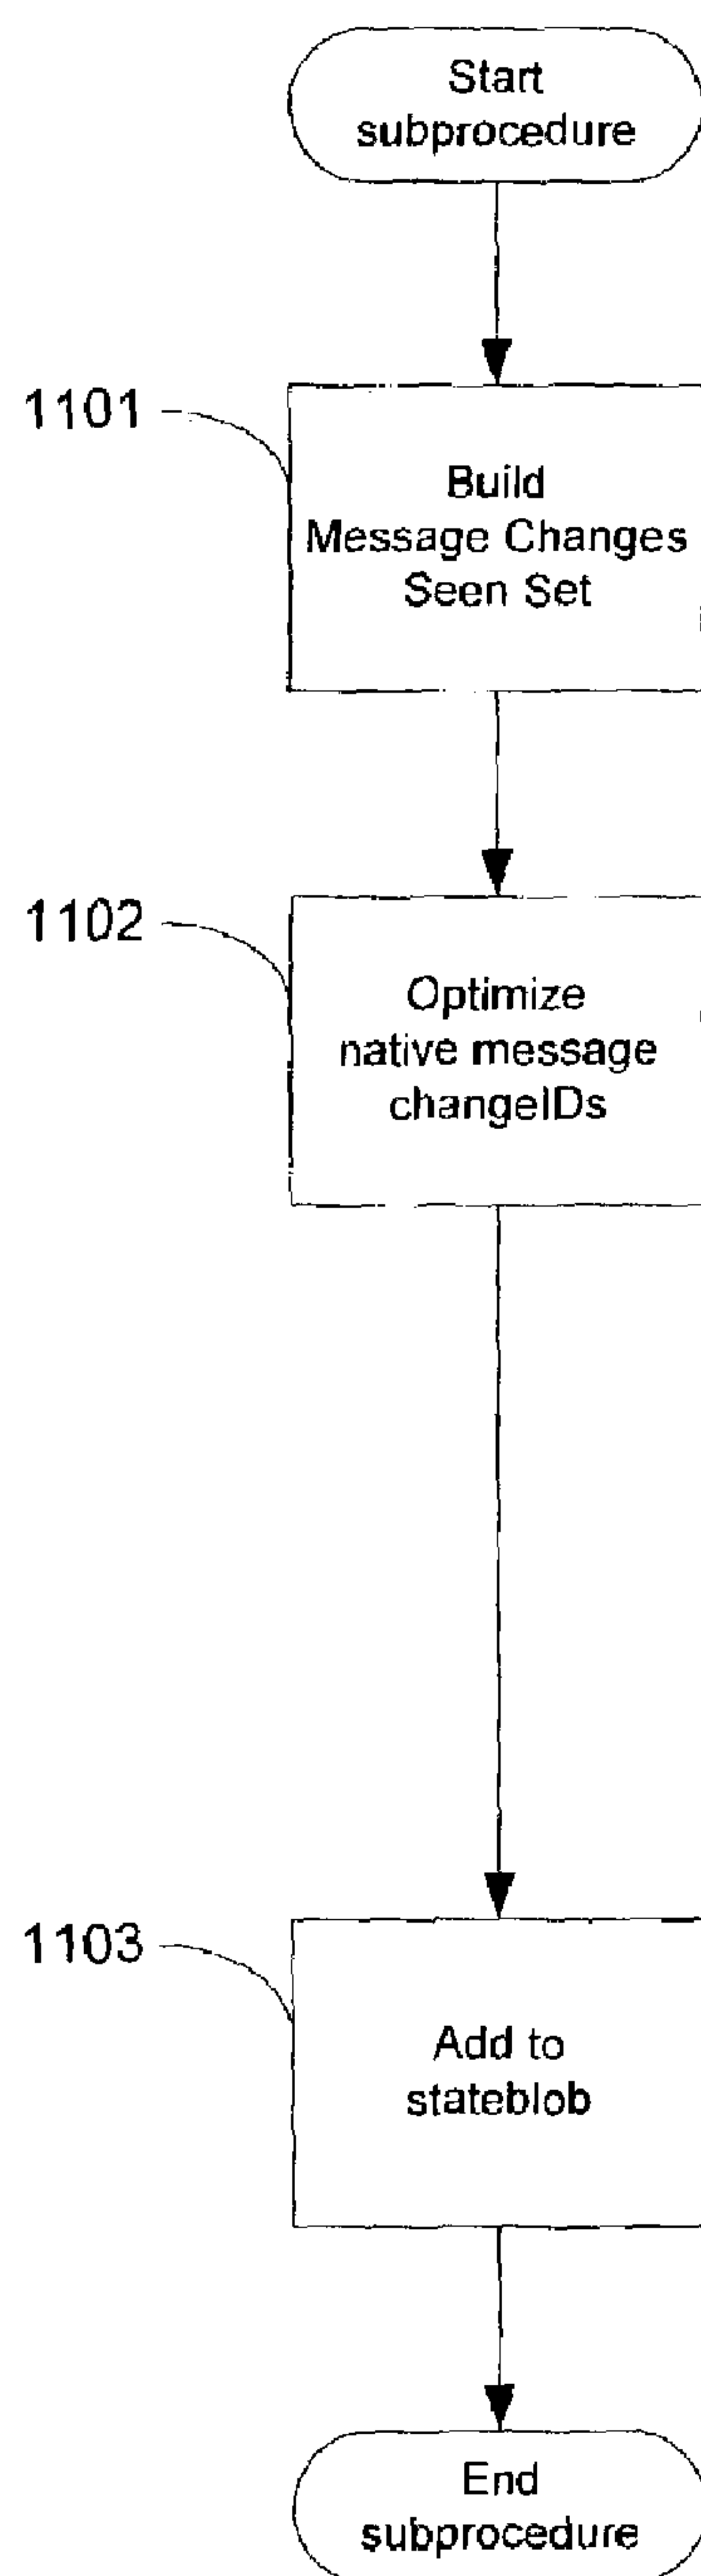 Start
subprocedure
1101
Build
Message Changes
Seen Set
1102
Optimize
native message
changeIDs
1103
Add to
stateblob
End
subprocedure